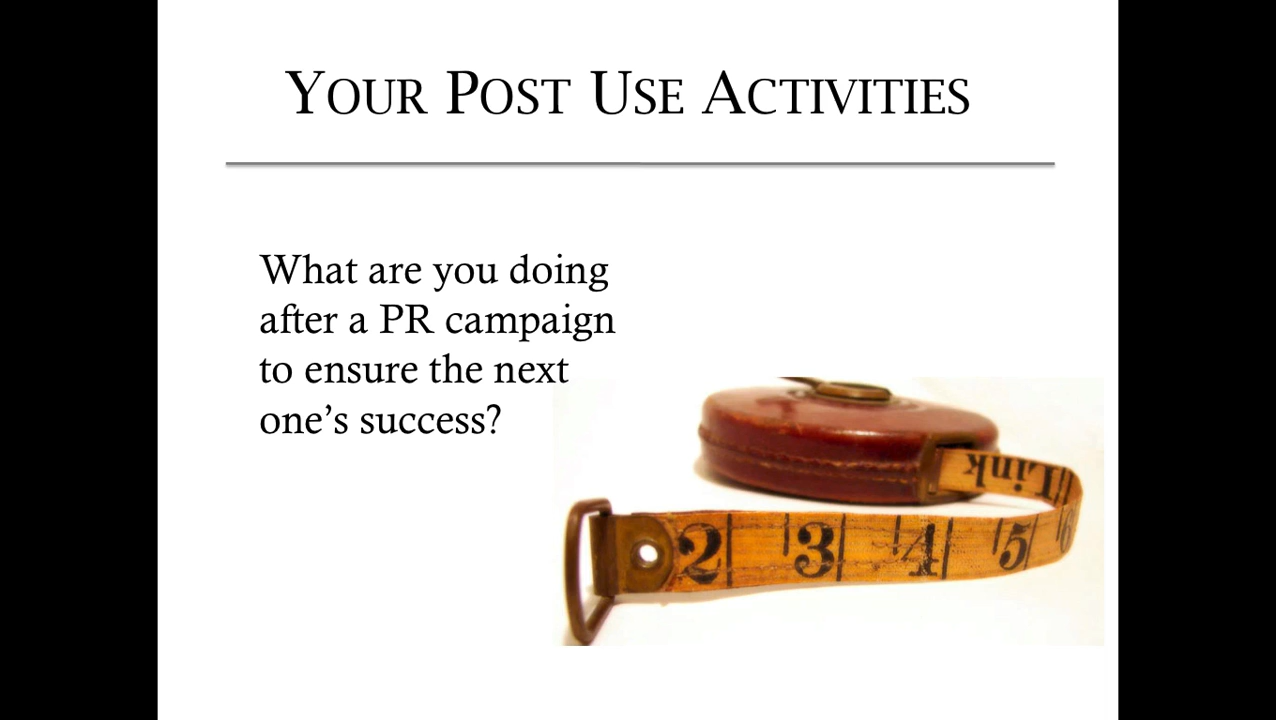 Your Post Use Activities
What are you doing
after a PR campaign
to ensure the next
one’s success?
Link
2 3 4 5 6